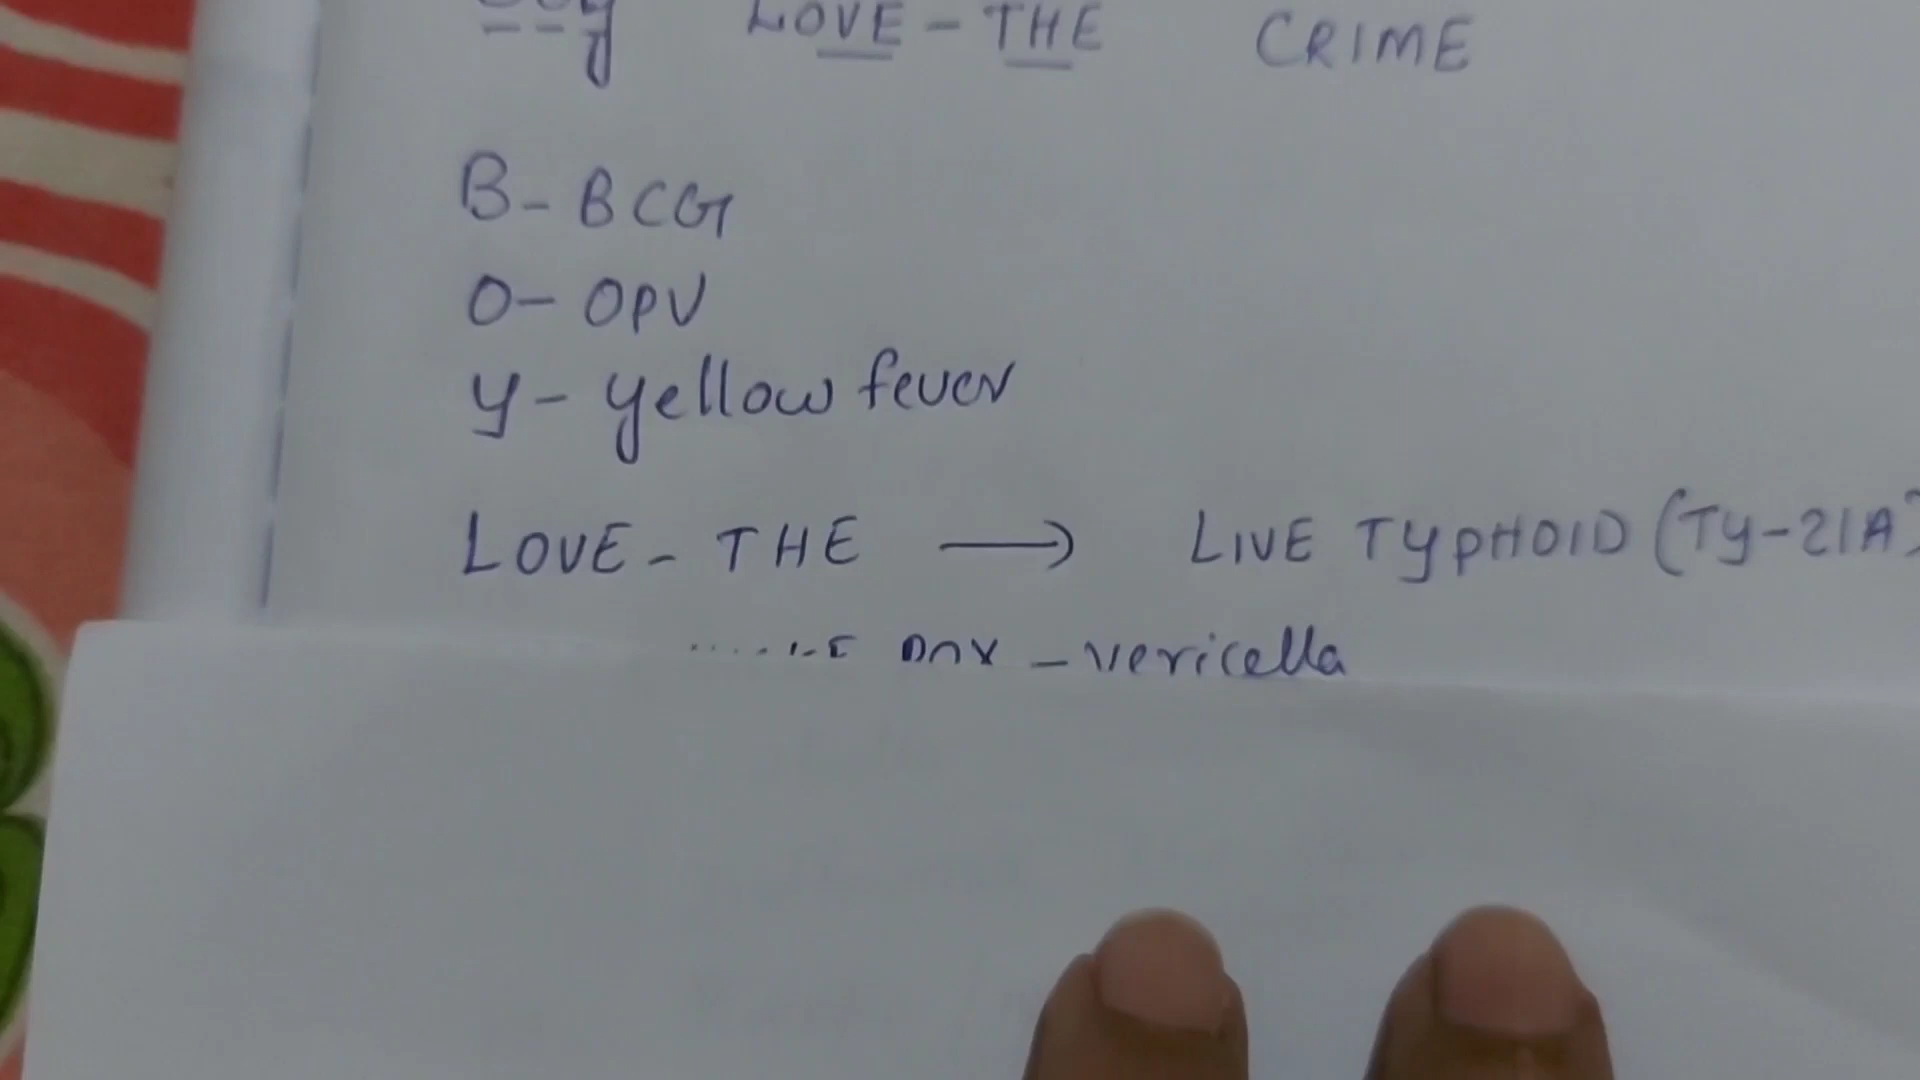 LOVE - THE CRIME
B - BCG
O - OPV
Y - yellow fever
LOVE - THE → LIVE TYPHOID (TY-21A)
- vericella